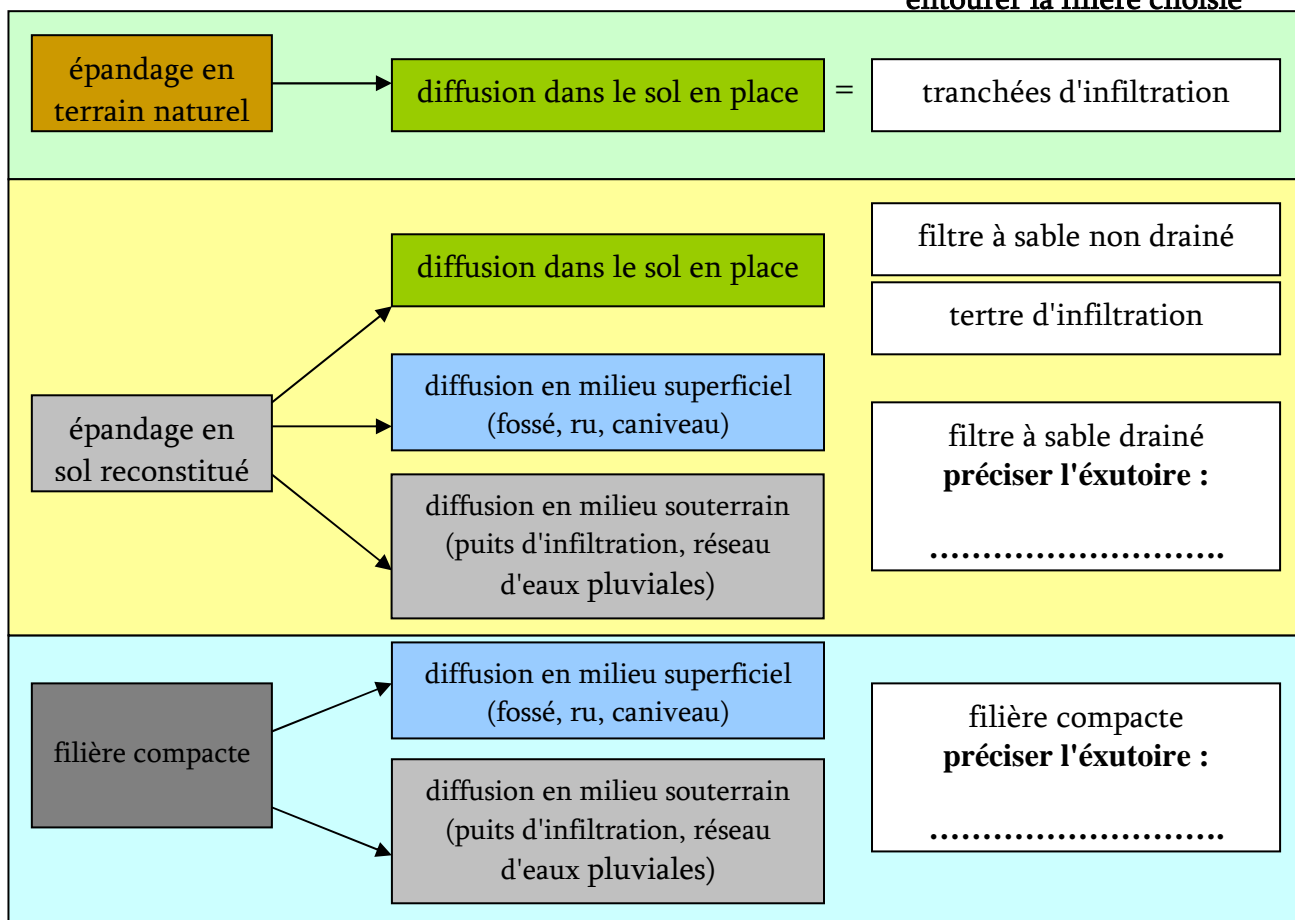 entourer la filière choisie
épandage en
terrain naturel
diffusion dans le sol en place
=
tranchées d'infiltration
diffusion dans le sol en place
filtre à sable non drainé
tertre d'infiltration
épandage en
sol reconstitué
diffusion en milieu superficiel
(fossé, ru, caniveau)
diffusion en milieu souterrain
(puits d'infiltration, réseau
d'eaux pluviales)
filtre à sable drainé
préciser l'éxutoire :
............................
filière compacte
diffusion en milieu superficiel
(fossé, ru, caniveau)
diffusion en milieu souterrain
(puits d'infiltration, réseau
d'eaux pluviales)
filière compacte
préciser l'éxutoire :
............................